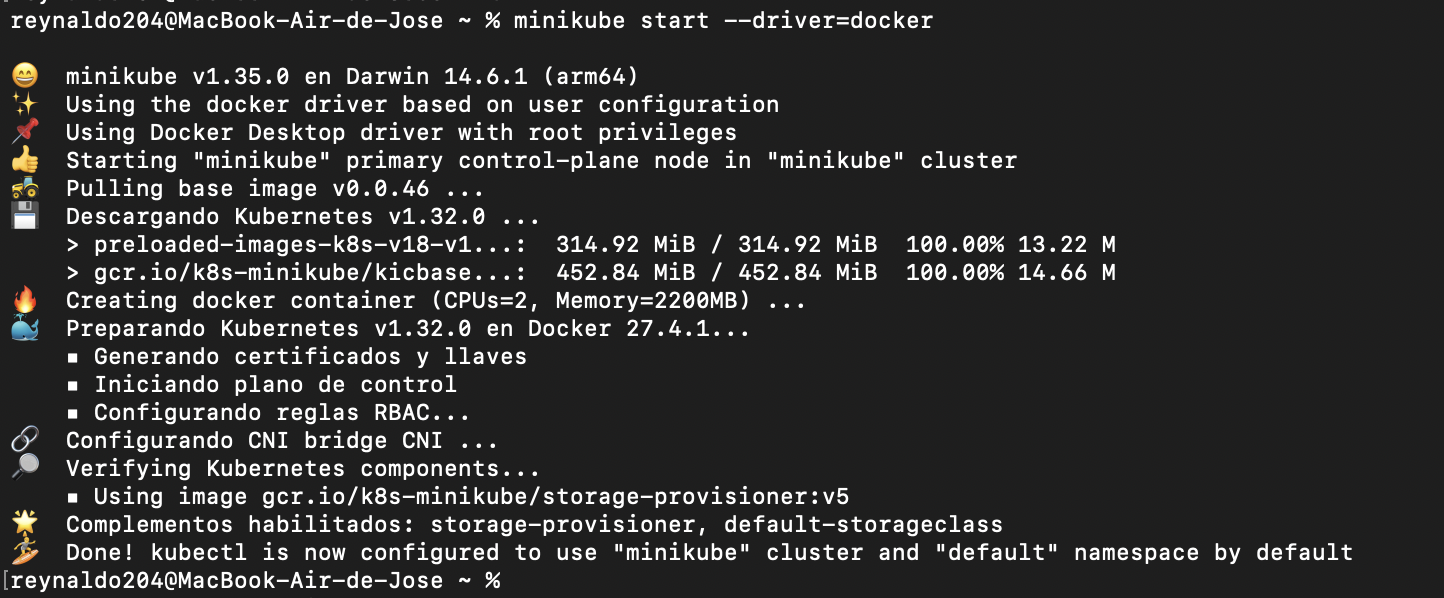 reynaldo204@MacBook-Air-de-Jose ~ % minikube start --driver=docker
😄 minikube v1.35.0 en Darwin 14.6.1 (arm64)
✨ Using the docker driver based on user configuration
📌 Using Docker Desktop driver with root privileges
👍 Starting "minikube" primary control-plane node in "minikube" cluster
🚜 Pulling base image v0.0.46 ...
💾 Descargando Kubernetes v1.32.0 ...
> preloaded-images-k8s-v18-v1...: 314.92 MiB / 314.92 MiB 100.00% 13.22 M
> gcr.io/k8s-minikube/kicbase...: 452.84 MiB / 452.84 MiB 100.00% 14.66 M
🔥 Creating docker container (CPUs=2, Memory=2200MB) ...
🐳 Preparando Kubernetes v1.32.0 en Docker 27.4.1...
▪ Generando certificados y llaves
▪ Iniciando plano de control
▪ Configurando reglas RBAC...
🔗 Configurando CNI bridge CNI ...
🔎 Verifying Kubernetes components...
▪ Using image gcr.io/k8s-minikube/storage-provisioner:v5
🌟 Complementos habilitados: storage-provisioner, default-storageclass
🏄 Done! kubectl is now configured to use "minikube" cluster and "default" namespace by default
[reynaldo204@MacBook-Air-de-Jose ~ %